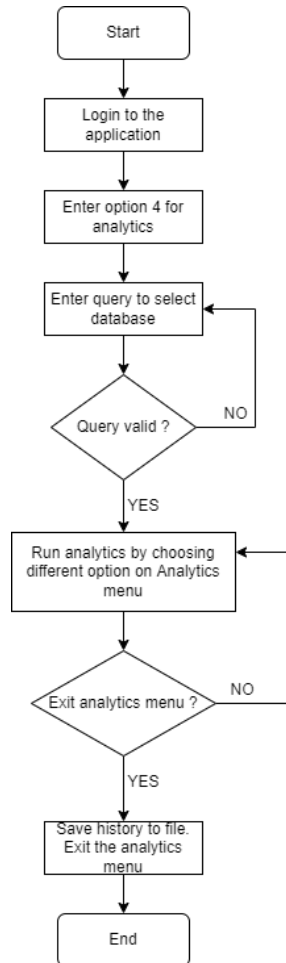 Start
Login to the
application
Enter option 4 for
analytics
Enter query to select
database
Query valid ?
NO
YES
Run analytics by choosing
different option on Analytics
menu
Exit analytics menu ?
NO
YES
Save history to file.
Exit the analytics
menu
End